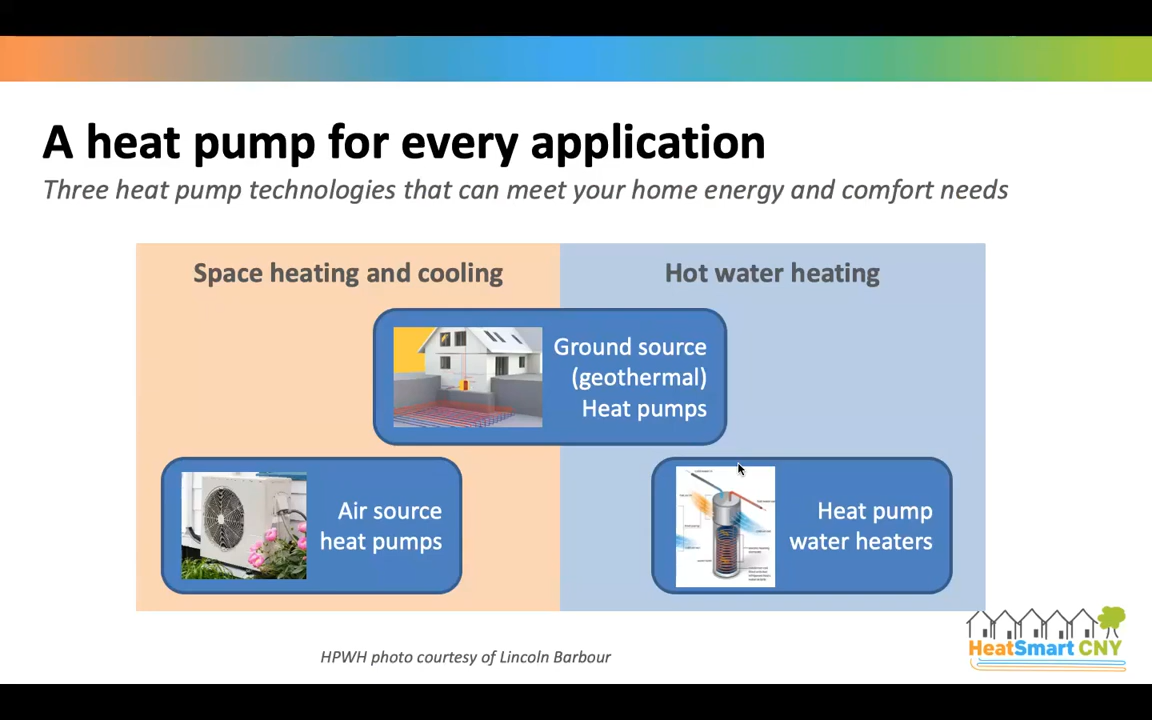 A heat pump for every application
Three heat pump technologies that can meet your home energy and comfort needs
Space heating and cooling
Hot water heating
Ground source
(geothermal)
Heat pumps
Air source
heat pumps
Heat pump
water heaters
HPWH photo courtesy of Lincoln Barbour
HeatSmart CNY